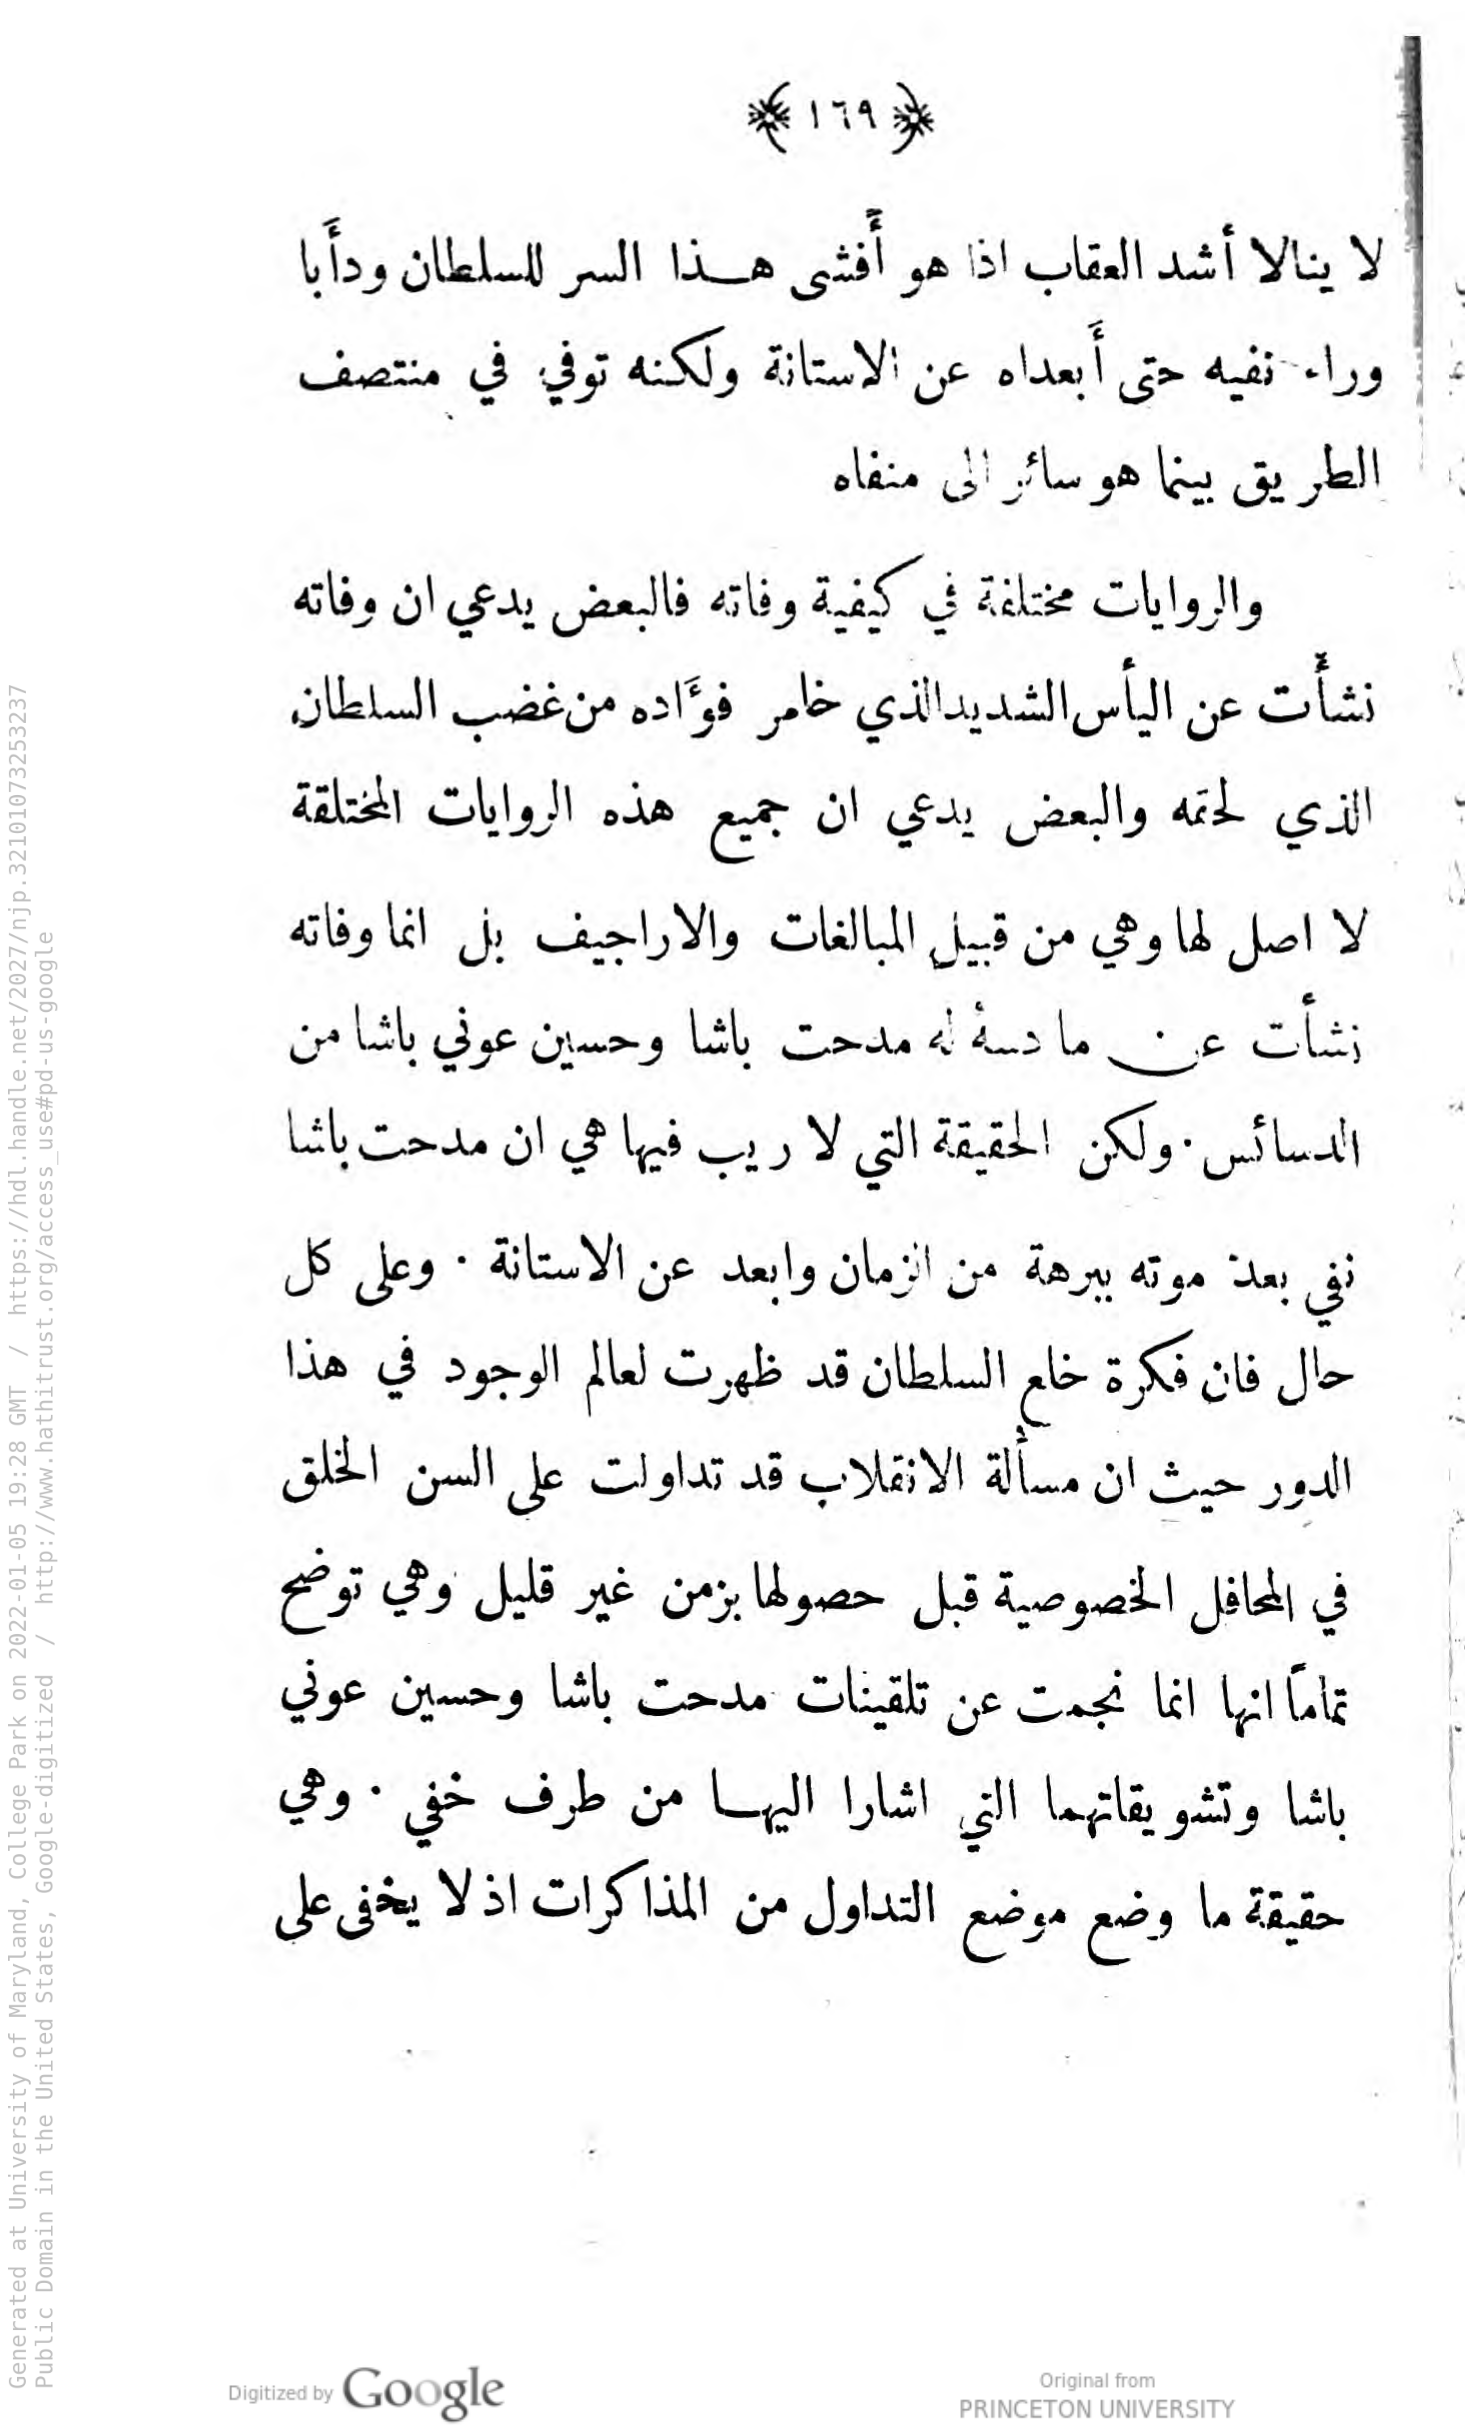 ﴿ ١٦٩ ﴾
لا ينالا أشد العقاب اذا هو أَفشى هـذا السر للسلطان ودأَبا
وراء نفيه حتى أَبعداه عن الاستانة ولكنه توفي في منتصف
الطريق بينما هو سائر الى منفاه
والروايات مختلفة في كيفية وفاته فالبعض يدعي ان وفاته
نشأَت عن اليأس الشديد الذي خامر فوَّاده من غضب السلطان
الذي لحقه والبعض يدعي ان جميع هذه الروايات المختلقة
لا اصل لها وهي من قبيل المبالغات والاراجيف بل انما وفاته
نشأت عن ما دسهُ له مدحت باشا وحسين عوني باشا من
الدسائس · ولكن الحقيقة التي لا ريب فيها هي ان مدحت باشا
نفي بعد موته ببرهة من الزمان وابعد عن الاستانة · وعلى كل
حال فان فكرة خلع السلطان قد ظهرت لعالم الوجود في هذا
الدور حيث ان مسأَلة الانقلاب قد تداولت على السن الخلق
في المحافل الخصوصية قبل حصولها بزمن غير قليل وهي توضح
تماماً انها انما نجمت عن تلقينات مدحت باشا وحسين عوني
باشا وتشويقاتهما التي اشارا اليهـا من طرف خفي · وهي
حقيقة ما وضع موضع التداول من المذاكرات اذ لا يخفى على
Generated at University of Maryland, College Park on 2022-01-05 19:28 GMT / https://hdl.handle.net/2027/njp.32101073253237
Public Domain in the United States, Google-digitized / http://www.hathitrust.org/access_use#pd-us-google
Digitized by Google
Original from
PRINCETON UNIVERSITY